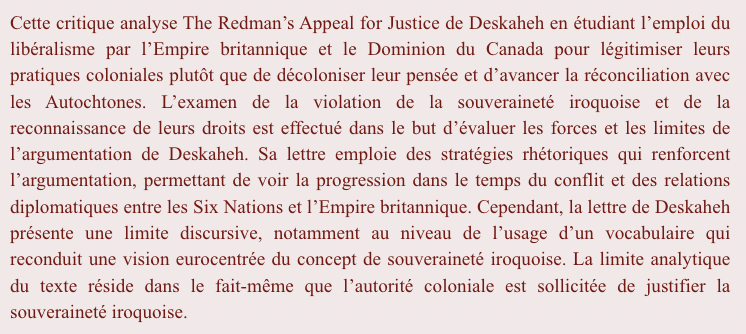 Cette critique analyse The Redman’s Appeal for Justice de Deskaheh en étudiant l’emploi du
libéralisme par l’Empire britannique et le Dominion du Canada pour légitimiser leurs
pratiques coloniales plutôt que de décoloniser leur pensée et d’avancer la réconciliation avec
les Autochtones. L’examen de la violation de la souveraineté iroquoise et de la
reconnaissance de leurs droits est effectué dans le but d’évaluer les forces et les limites de
l’argumentation de Deskaheh. Sa lettre emploie des stratégies rhétoriques qui renforcent
l’argumentation, permettant de voir la progression dans le temps du conflit et des relations
diplomatiques entre les Six Nations et l’Empire britannique. Cependant, la lettre de Deskaheh
présente une limite discursive, notamment au niveau de l’usage d’un vocabulaire qui
reconduit une vision eurocentrée du concept de souveraineté iroquoise. La limite analytique
du texte réside dans le fait-même que l’autorité coloniale est sollicitée de justifier la
souveraineté iroquoise.